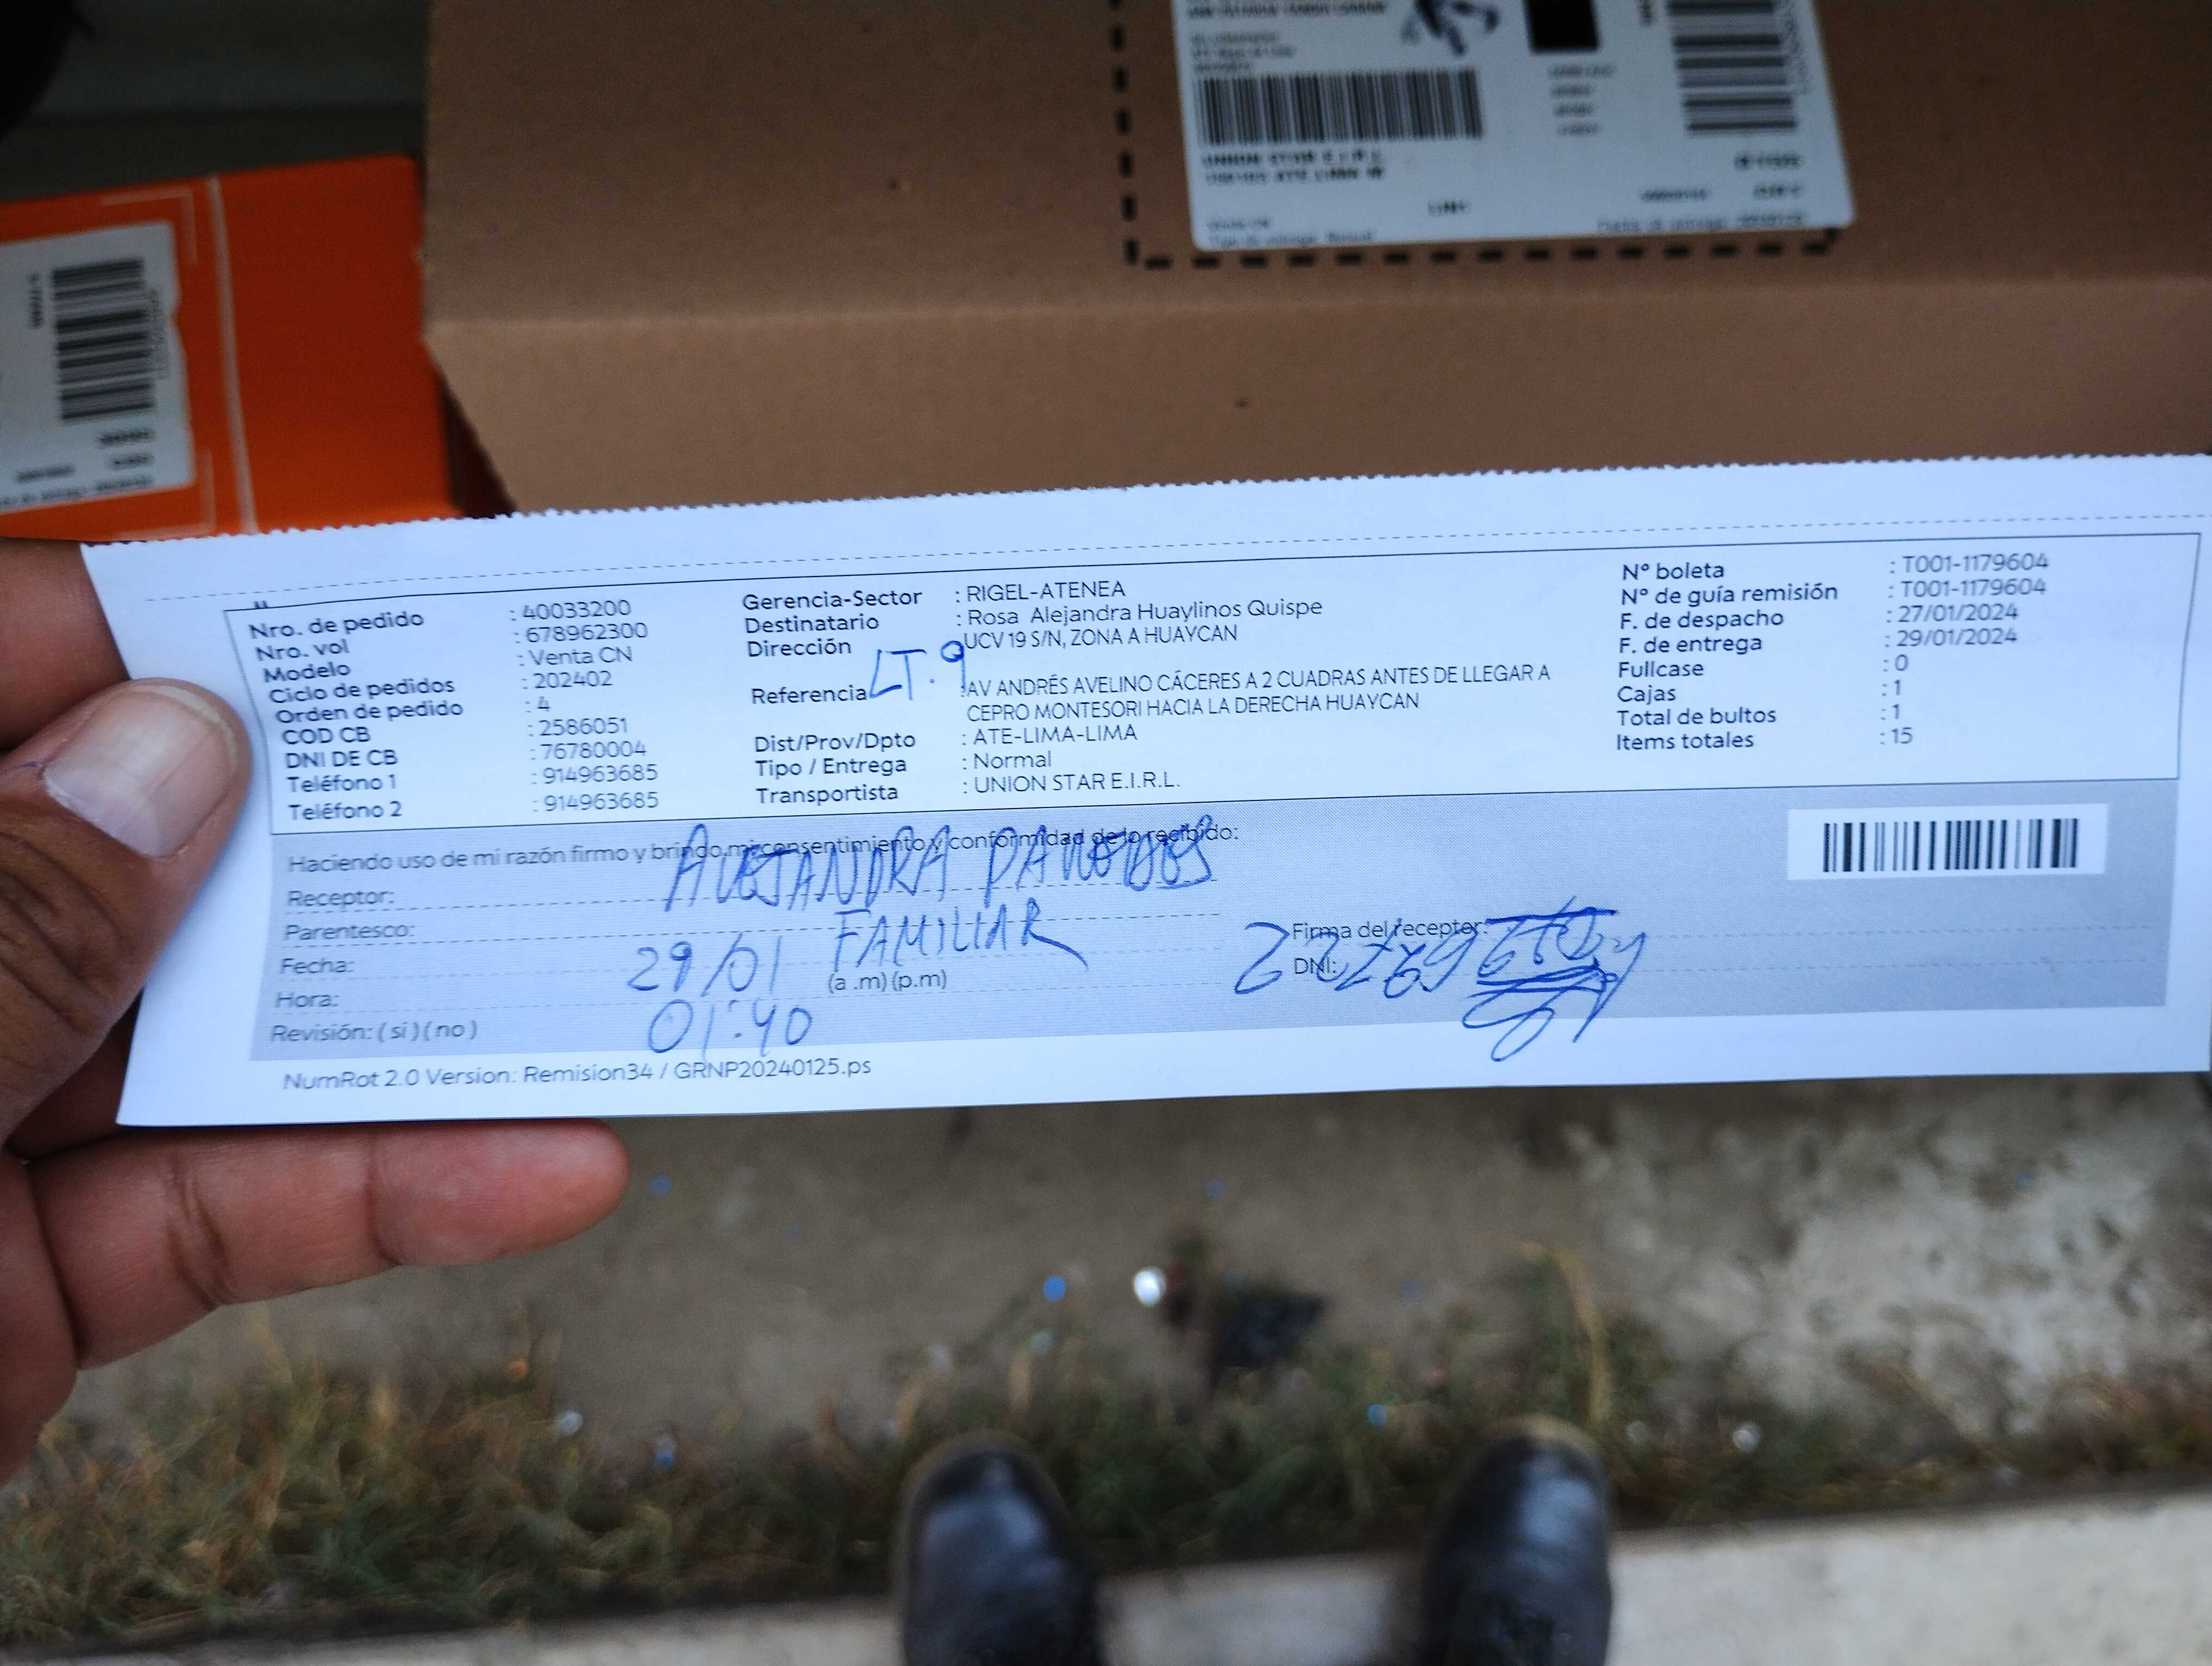 UNION STAR E.I.R.L.
Nro. de pedido : 40033200
Nro. vol : 678962300
Modelo : Venta CN
Ciclo de pedidos : 202402
Orden de pedido : 4
COD CB : 2586051
DNI DE CB : 76780004
Teléfono 1 : 914963685
Teléfono 2 : 914963685
Gerencia-Sector : RIGEL-ATENEA
Destinatario : Rosa Alejandra Huaylinos Quispe
Dirección UCV 19 S/N, ZONA A HUAYCAN
LT. 9
Referencia : AV ANDRÉS AVELINO CÁCERES A 2 CUADRAS ANTES DE LLEGAR A
CEPRO MONTESORI HACIA LA DERECHA HUAYCAN
Dist/Prov/Dpto : ATE-LIMA-LIMA
Tipo / Entrega : Normal
Transportista : UNION STAR E.I.R.L.
Nº boleta : T001-1179604
Nº de guía remisión : T001-1179604
F. de despacho : 27/01/2024
F. de entrega : 29/01/2024
Fullcase : 0
Cajas : 1
Total de bultos : 1
Items totales : 15
Haciendo uso de mi razón firmo y brindo mi consentimiento y conformidad de lo recibido:
Receptor: ALEJANDRA
Parentesco: FAMILIAR
Fecha: 29/01
Hora: 01:40 (a .m) (p.m)
Revisión: ( si ) ( no )
Firma del receptor:
DNI:
NumRot 2.0 Version: Remision34 / GRNP20240125.ps